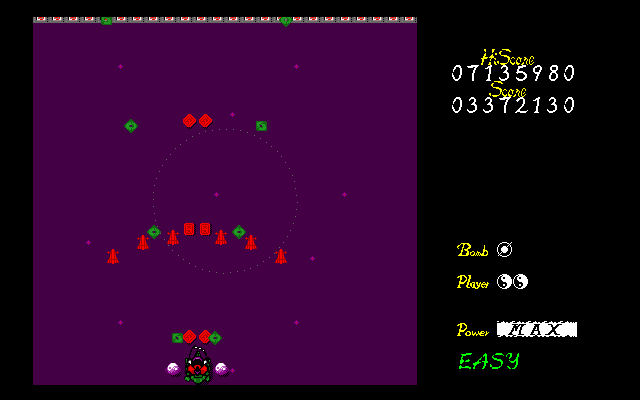 HiScore
07135980
Score
03372130
Bomb
Player
Power MAX
EASY